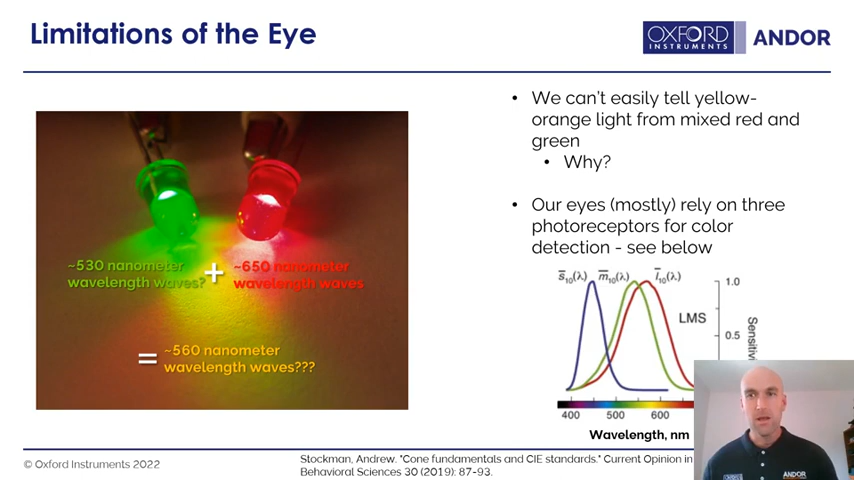 Limitations of the Eye
OXFORD
INSTRUMENTS
ANDOR
• We can't easily tell yellow-
orange light from mixed red and
green
• Why?
• Our eyes (mostly) rely on three
photoreceptors for color
detection - see below
~530 nanometer
wavelength waves?
+
~650 nanometer
wavelength waves
=
~560 nanometer
wavelength waves???
s̅₁₀(λ) m̅₁₀(λ) l̅₁₀(λ)
1.0
LMS
0.5
400 500 600
Wavelength, nm
© Oxford Instruments 2022
Stockman, Andrew. "Cone fundamentals and CIE standards." Current Opinion in
Behavioral Sciences 30 (2019): 87-93.
ANDOR